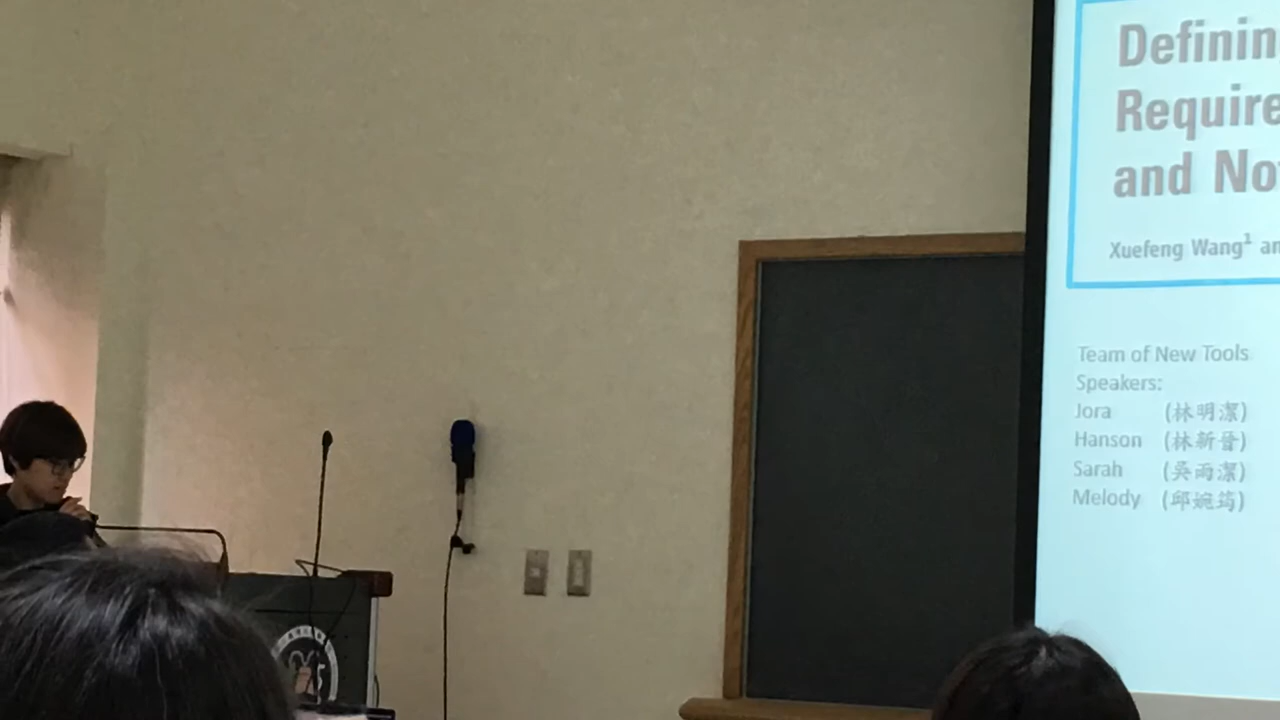 Definin
Require
and No
Xuefeng Wang¹ an
Team of New Tools
Speakers:
Jora (林明潔)
Hanson (林新晉)
Sarah (吳雨潔)
Melody (邱婉筠)